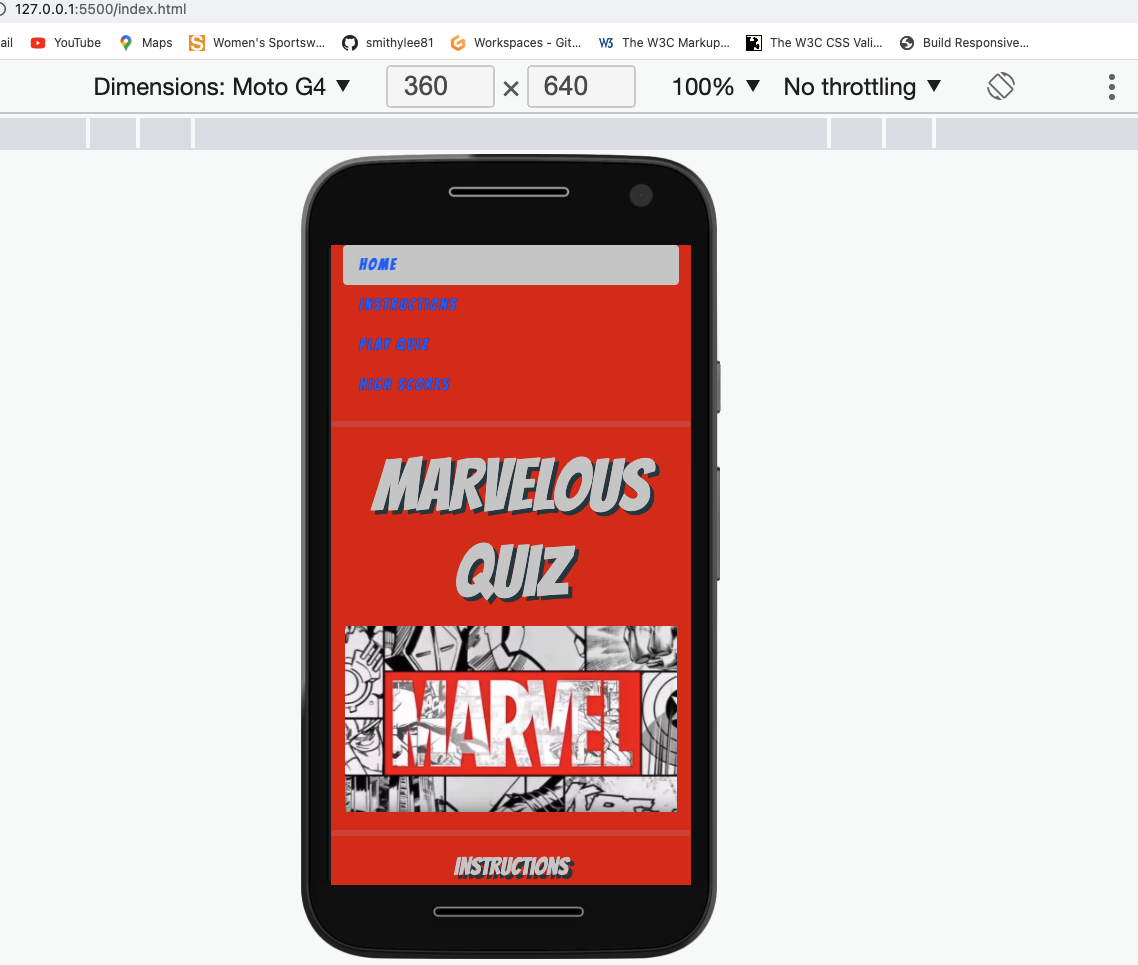 127.0.0.1:5500/index.html
ail YouTube Maps Women's Sportsw... smithylee81 Workspaces - Git... W3 The W3C Markup... The W3C CSS Vali... Build Responsive...
Dimensions: Moto G4 ▼ 360 × 640 100% ▼ No throttling ▼
HOME
INSTRUCTIONS
PLAY QUIZ
HIGH SCORES
MARVELOUS
QUIZ
MARVEL
INSTRUCTIONS